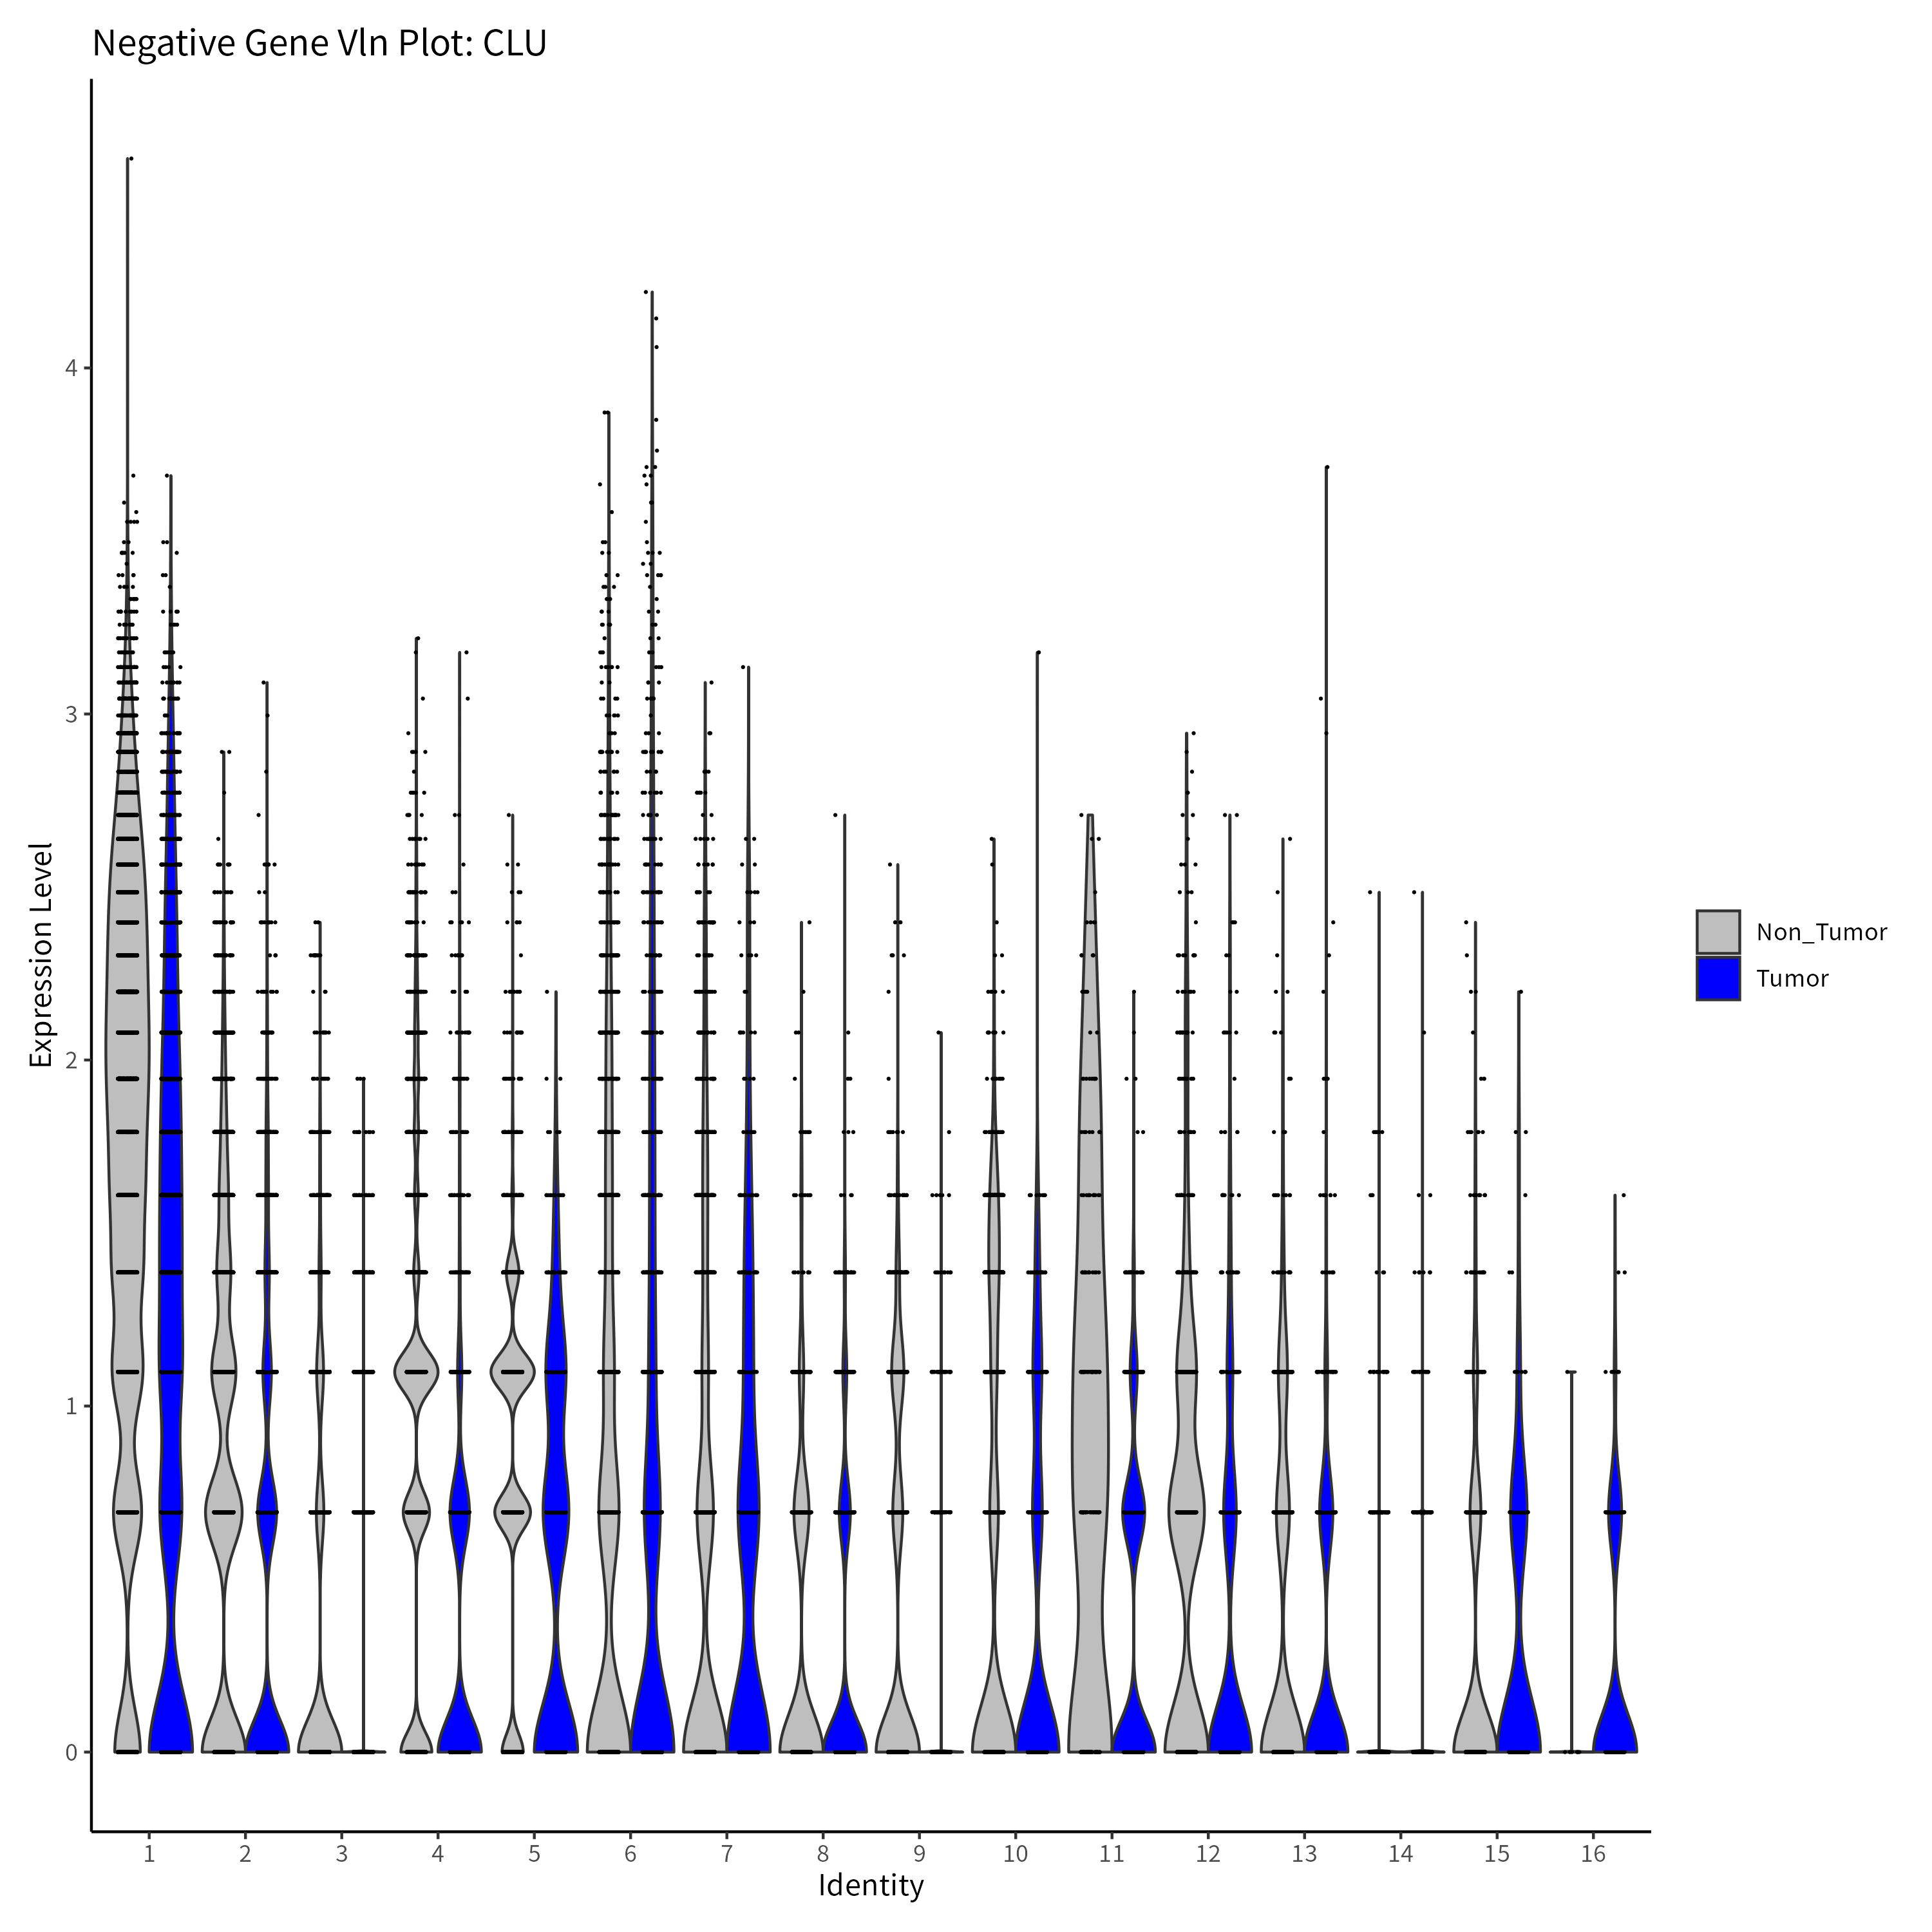 Negative Gene Vln Plot: CLU
Expression Level
4
3
2
1
0
1 2 3 4 5 6 7 8 9 10 11 12 13 14 15 16
Identity
Non_Tumor
Tumor